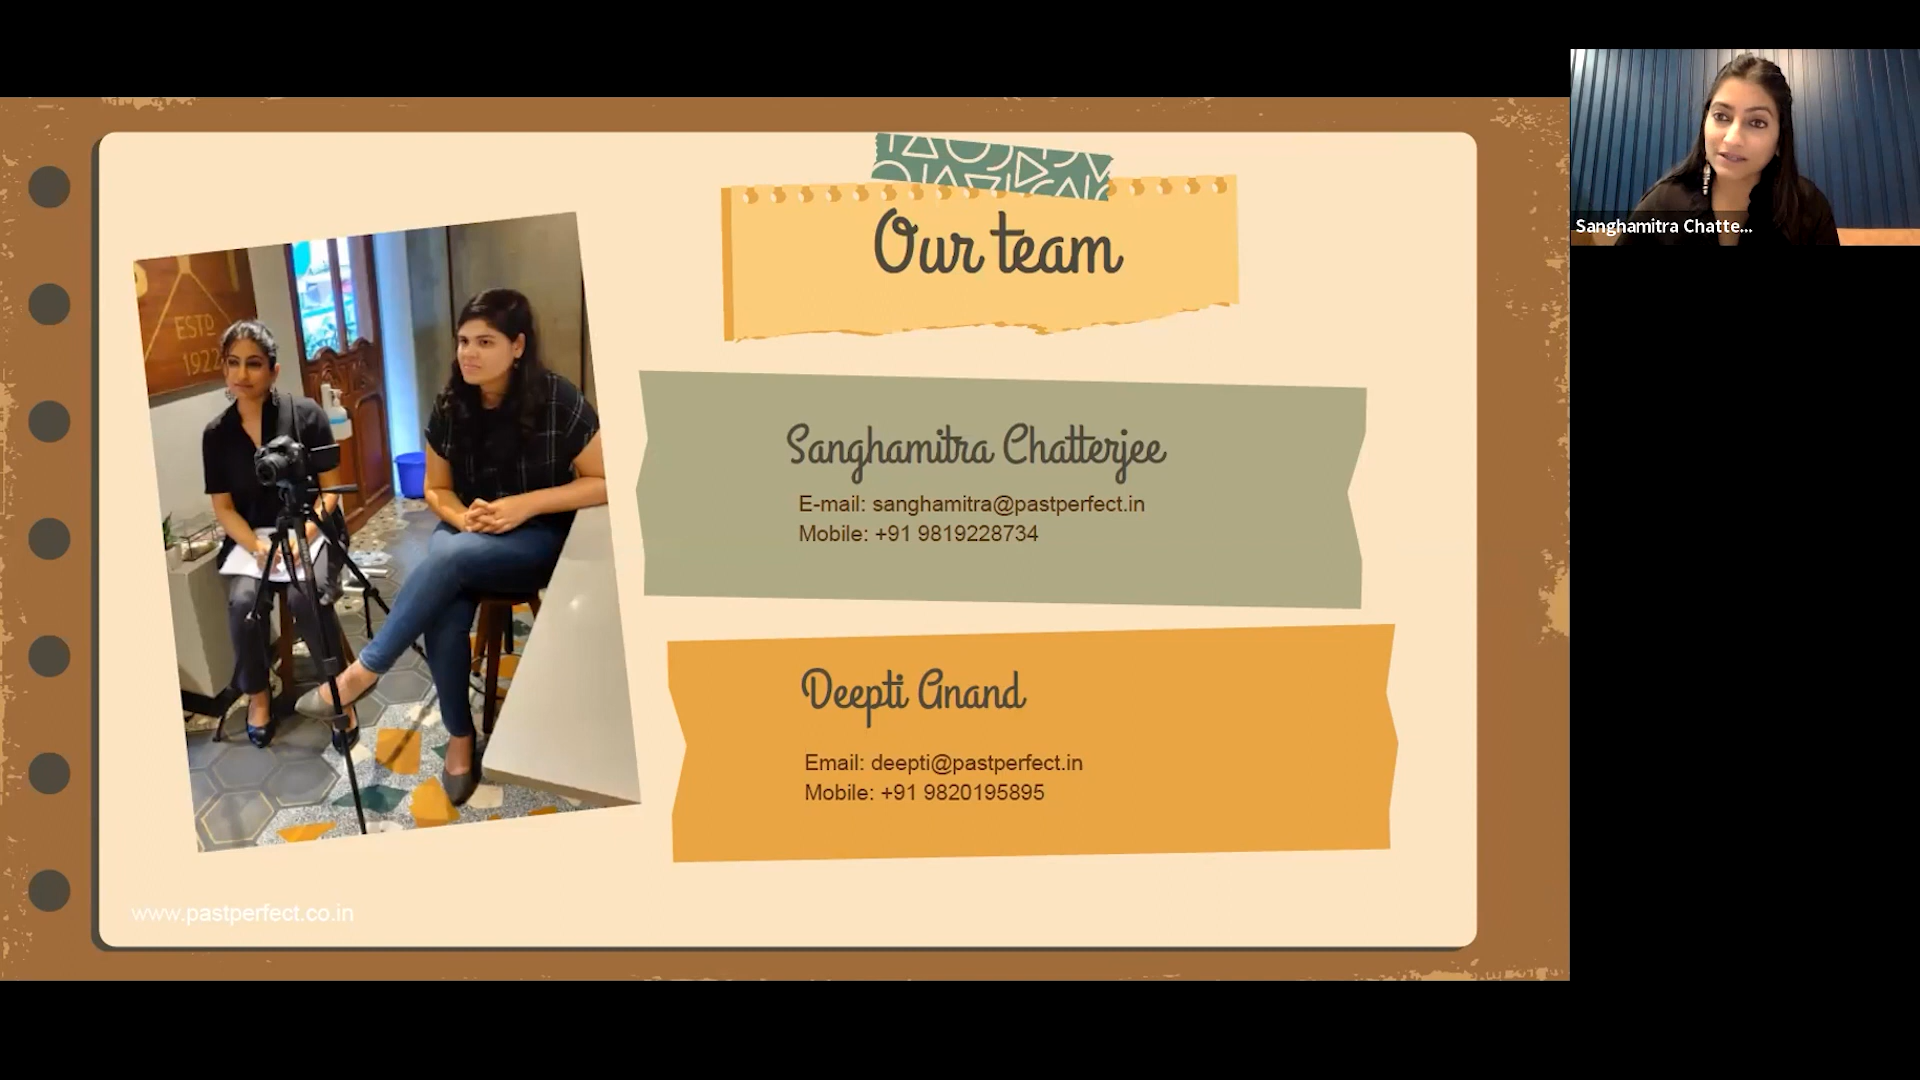 Our team
ESTD
1922
Sanghamitra Chatterjee
E-mail: sanghamitra@pastperfect.in
Mobile: +91 9819228734
Deepti Anand
Email: deepti@pastperfect.in
Mobile: +91 9820195895
www.pastperfect.co.in
Sanghamitra Chatte...